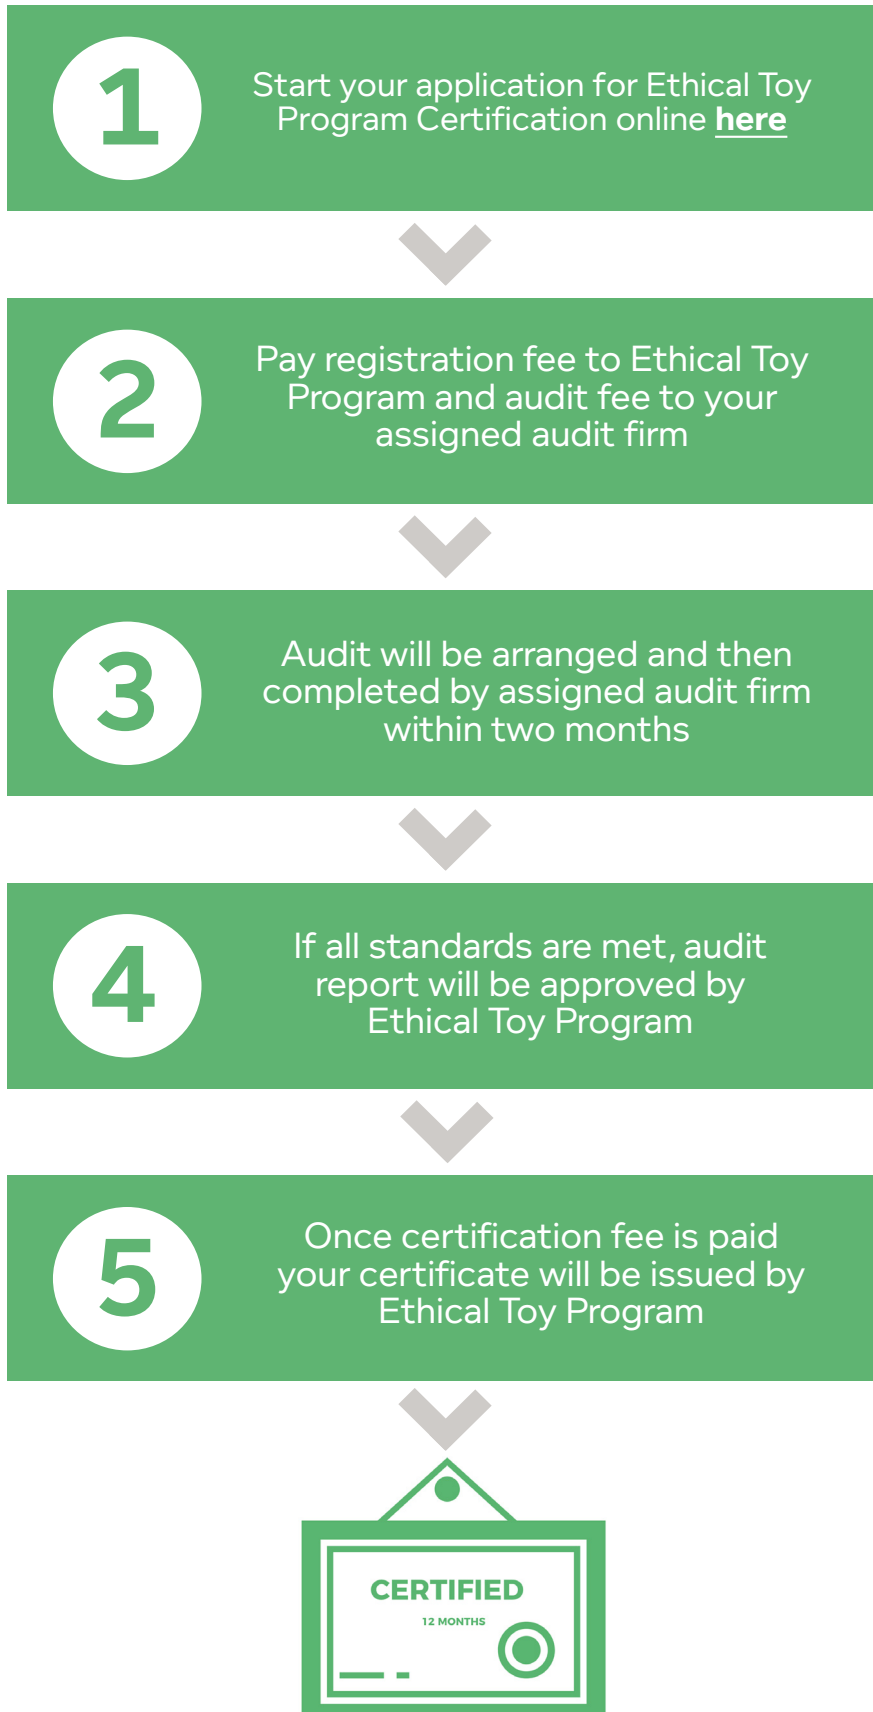 1
Start your application for Ethical Toy
Program Certification online here
2
Pay registration fee to Ethical Toy
Program and audit fee to your
assigned audit firm
3
Audit will be arranged and then
completed by assigned audit firm
within two months
4
If all standards are met, audit
report will be approved by
Ethical Toy Program
5
Once certification fee is paid
your certificate will be issued by
Ethical Toy Program
CERTIFIED
12 MONTHS